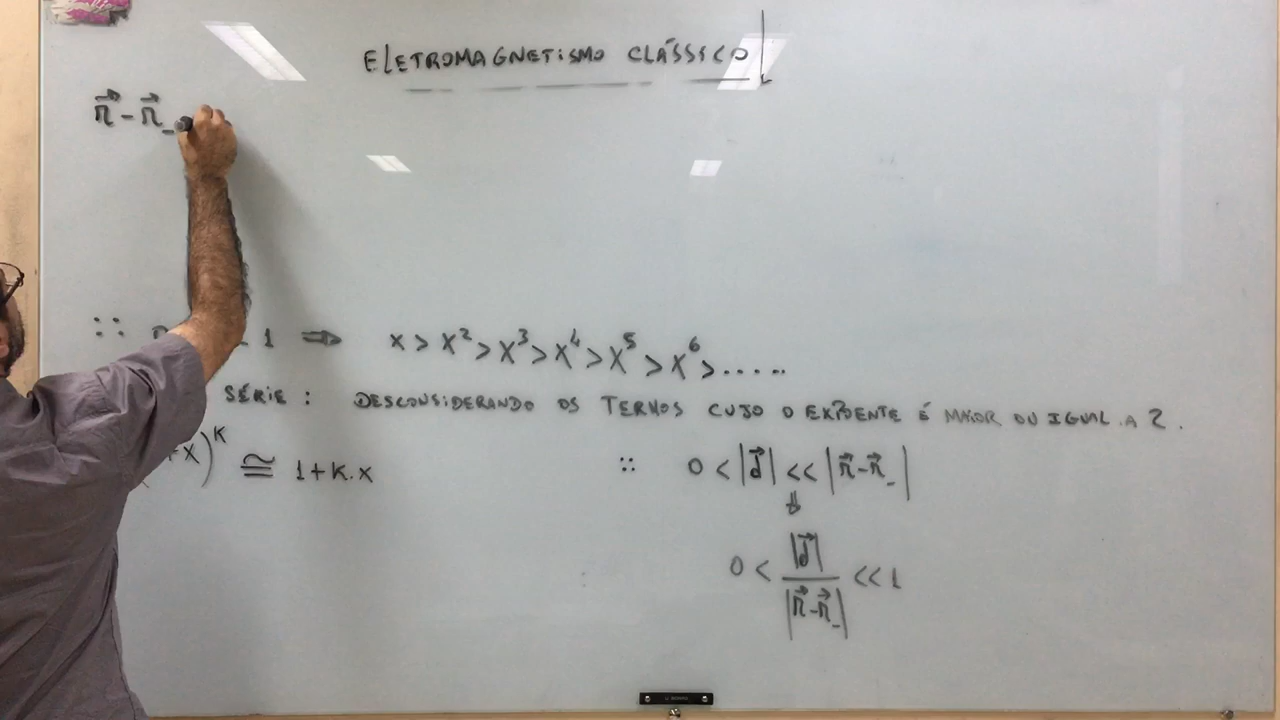 ELETROMAGNETISMO CLÁSSICO
r⃗ - r⃗_
∴ 1 ⇒ x > x² > x³ > x⁴ > x⁵ > x⁶ > .....
SÉRIE : DESCONSIDERANDO OS TERMOS CUJO O EXPOENTE É MAIOR OU IGUAL A 2.
+x)^K ≅ 1+K.x ∴ 0 < |d⃗| << |r⃗-r⃗_|
⇓
0 < |d⃗| / |r⃗-r⃗_| << 1